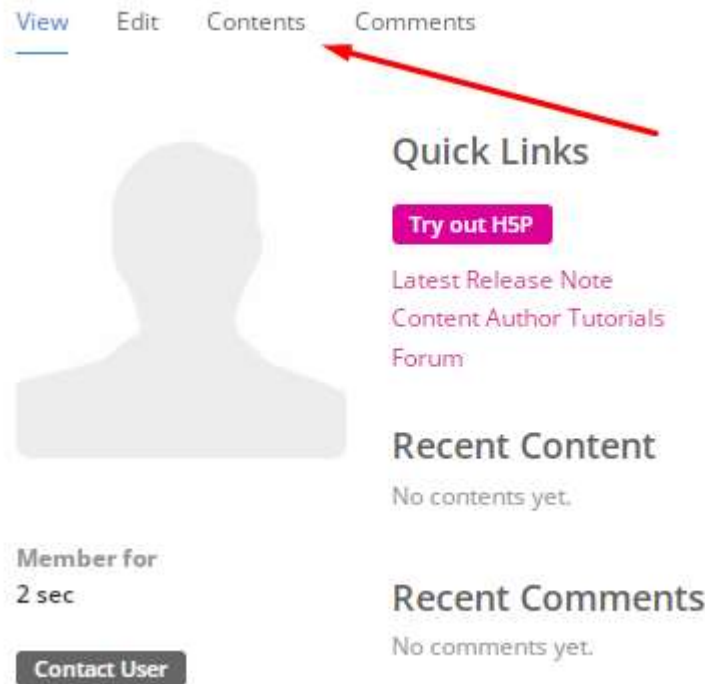 View Edit Contents Comments
Quick Links
Try out H5P
Latest Release Note
Content Author Tutorials
Forum
Recent Content
No contents yet.
Member for
2 sec
Recent Comments
No comments yet.
Contact User